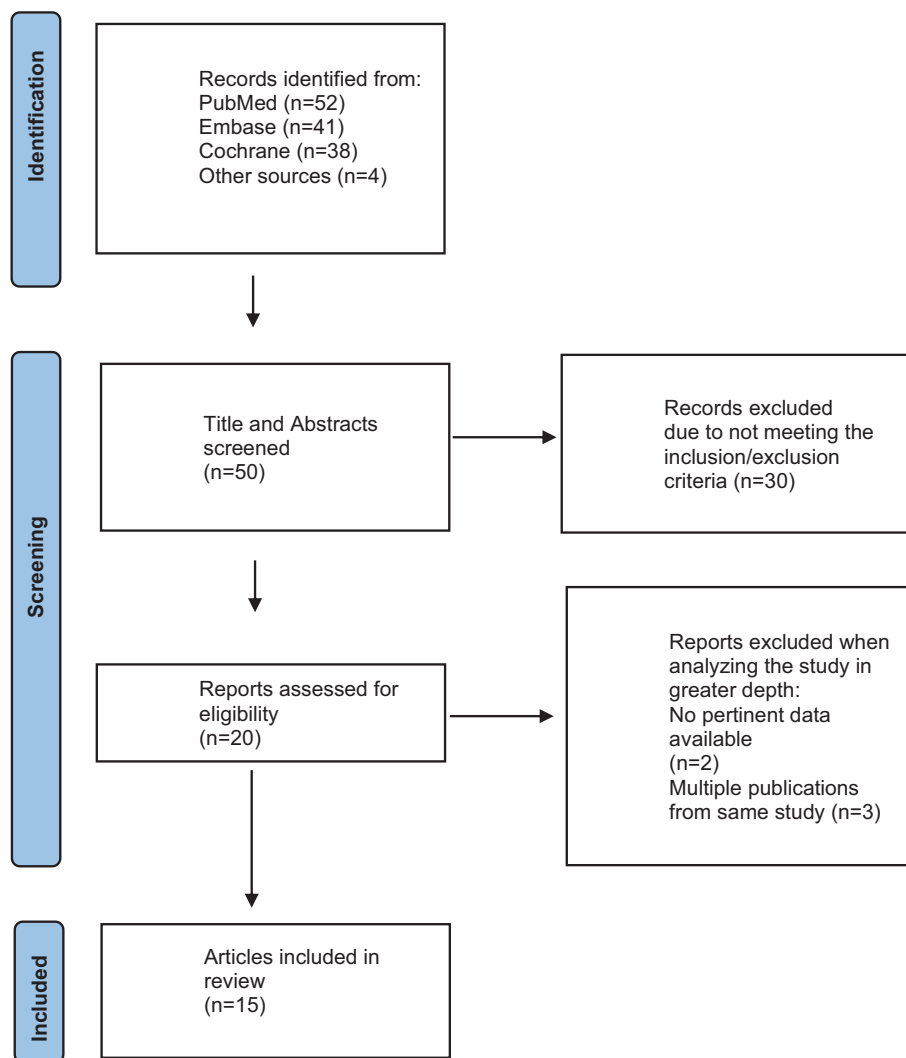 Identification
Records identified from:
PubMed (n=52)
Embase (n=41)
Cochrane (n=38)
Other sources (n=4)
Screening
Title and Abstracts
screened
(n=50)
Records excluded
due to not meeting the
inclusion/exclusion
criteria (n=30)
Reports assessed for
eligibility
(n=20)
Reports excluded when
analyzing the study in
greater depth:
No pertinent data
available
(n=2)
Multiple publications
from same study (n=3)
Included
Articles included in
review
(n=15)